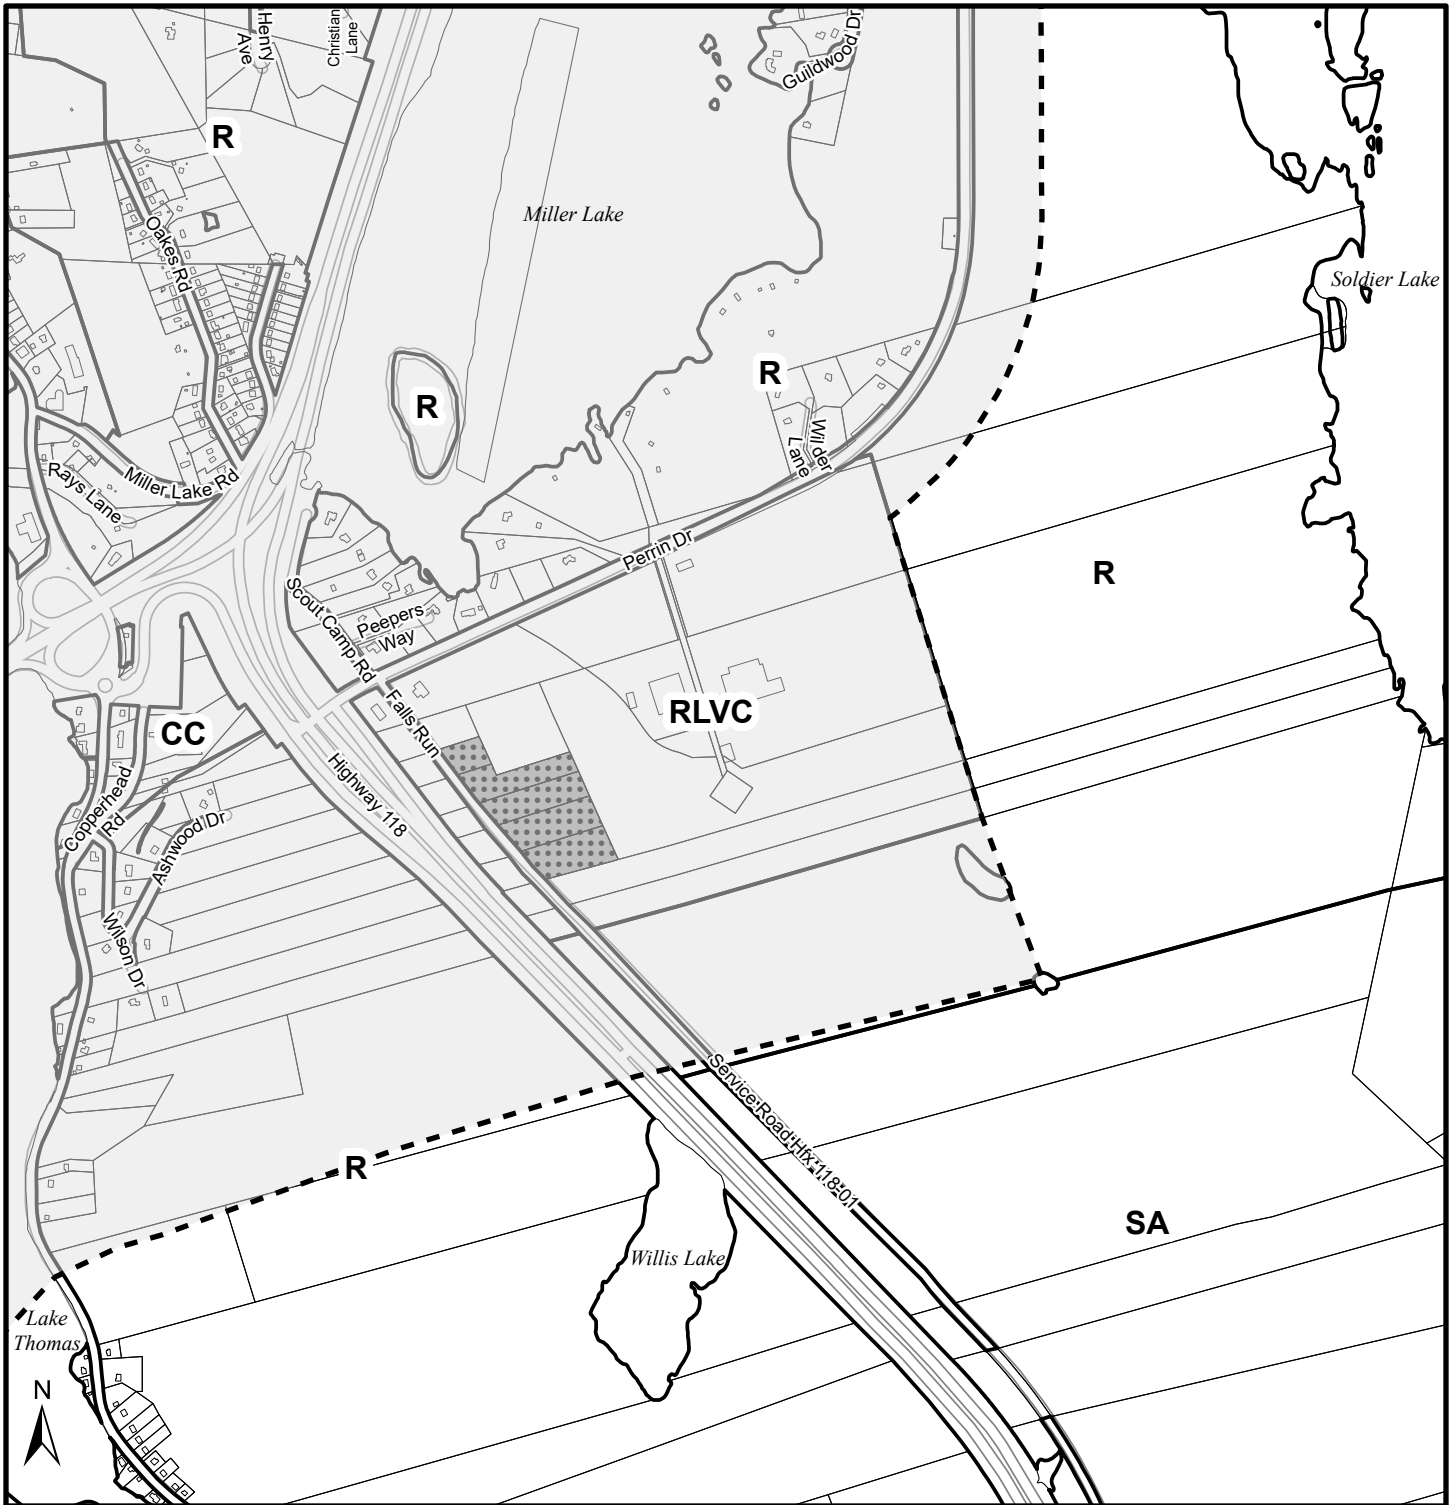 Henry
Ave
Christian
Lane
Guildwood Dr
R
Miller Lake
Oakes Rd
Soldier Lake
R
R
Wilder
Lane
Miller Lake Rd
Rays Lane
Perrin Dr
R
Scout Camp Rd
Peepers
Way
Falls Run
RLVC
CC
Highway 118
Copperhead
Rd
Ashwood Dr
Wilson Dr
Service Road Hfx 118-01
R
SA
Willis Lake
Lake
Thomas
N